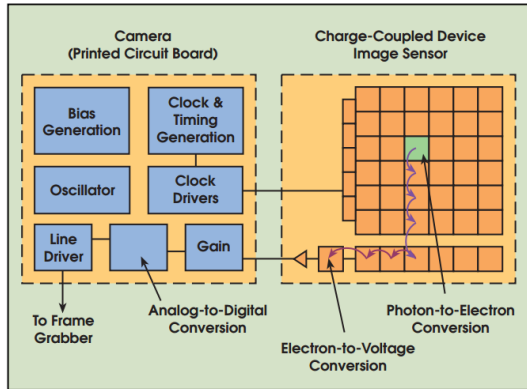 Camera
(Printed Circuit Board)
Charge-Coupled Device
Image Sensor
Bias
Generation
Clock &
Timing
Generation
Oscillator
Clock
Drivers
Line
Driver
Gain
To Frame
Grabber
Analog-to-Digital
Conversion
Electron-to-Voltage
Conversion
Photon-to-Electron
Conversion